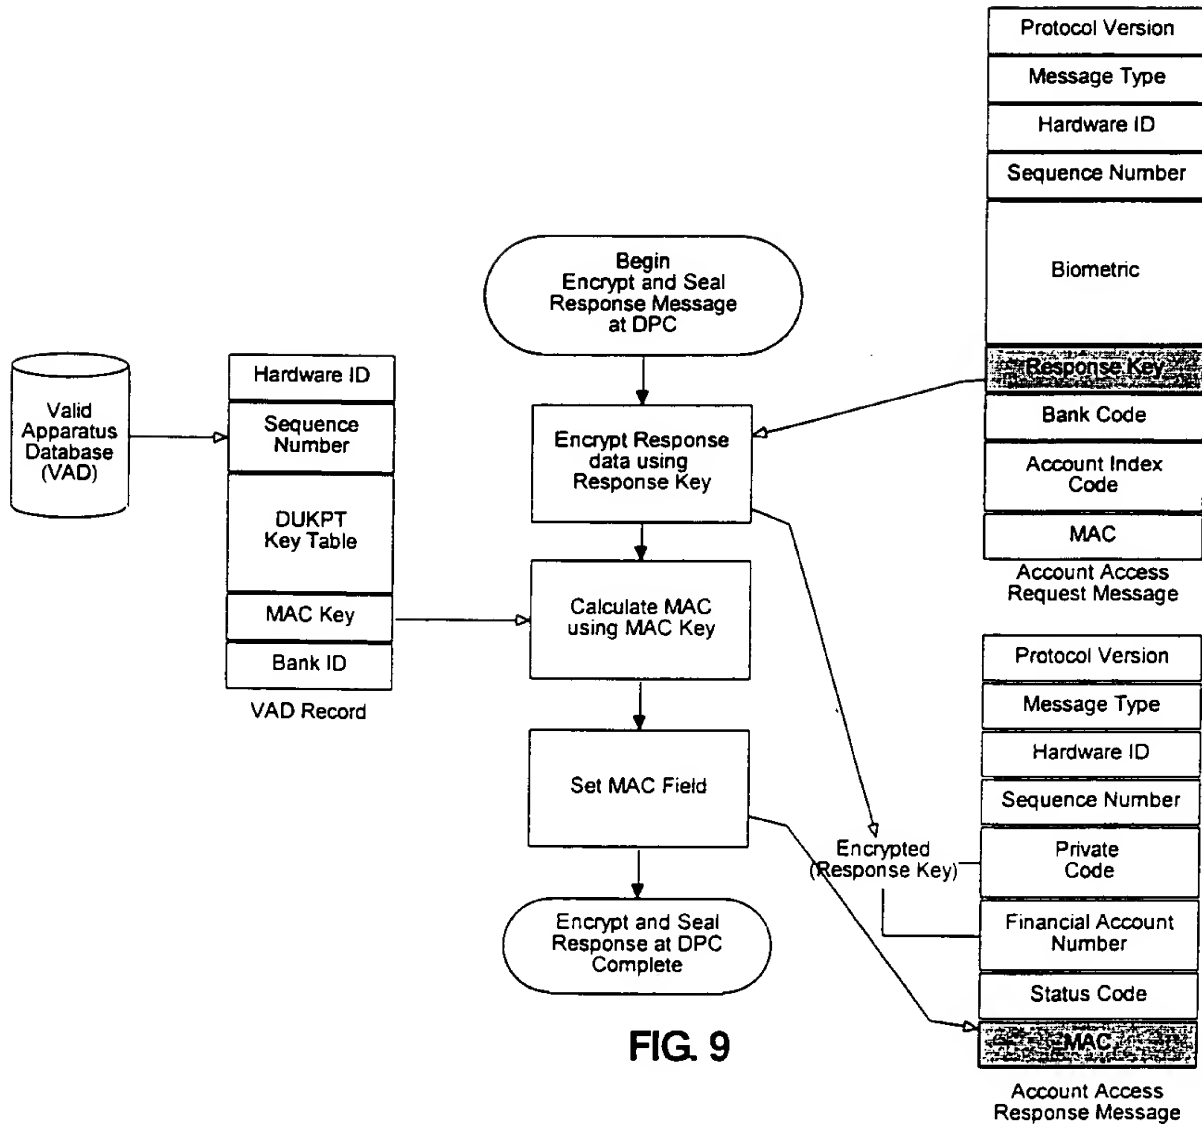 Protocol Version
Message Type
Hardware ID
Sequence Number
Biometric
Response Key
Bank Code
Account Index
Code
MAC
Account Access
Request Message
Begin
Encrypt and Seal
Response Message
at DPC
Valid
Apparatus
Database
(VAD)
Hardware ID
Sequence
Number
DUKPT
Key Table
MAC Key
Bank ID
VAD Record
Encrypt Response
data using
Response Key
Calculate MAC
using MAC Key
Set MAC Field
Encrypt and Seal
Response at DPC
Complete
Encrypted
(Response Key)
Protocol Version
Message Type
Hardware ID
Sequence Number
Private
Code
Financial Account
Number
Status Code
MAC
Account Access
Response Message
FIG. 9